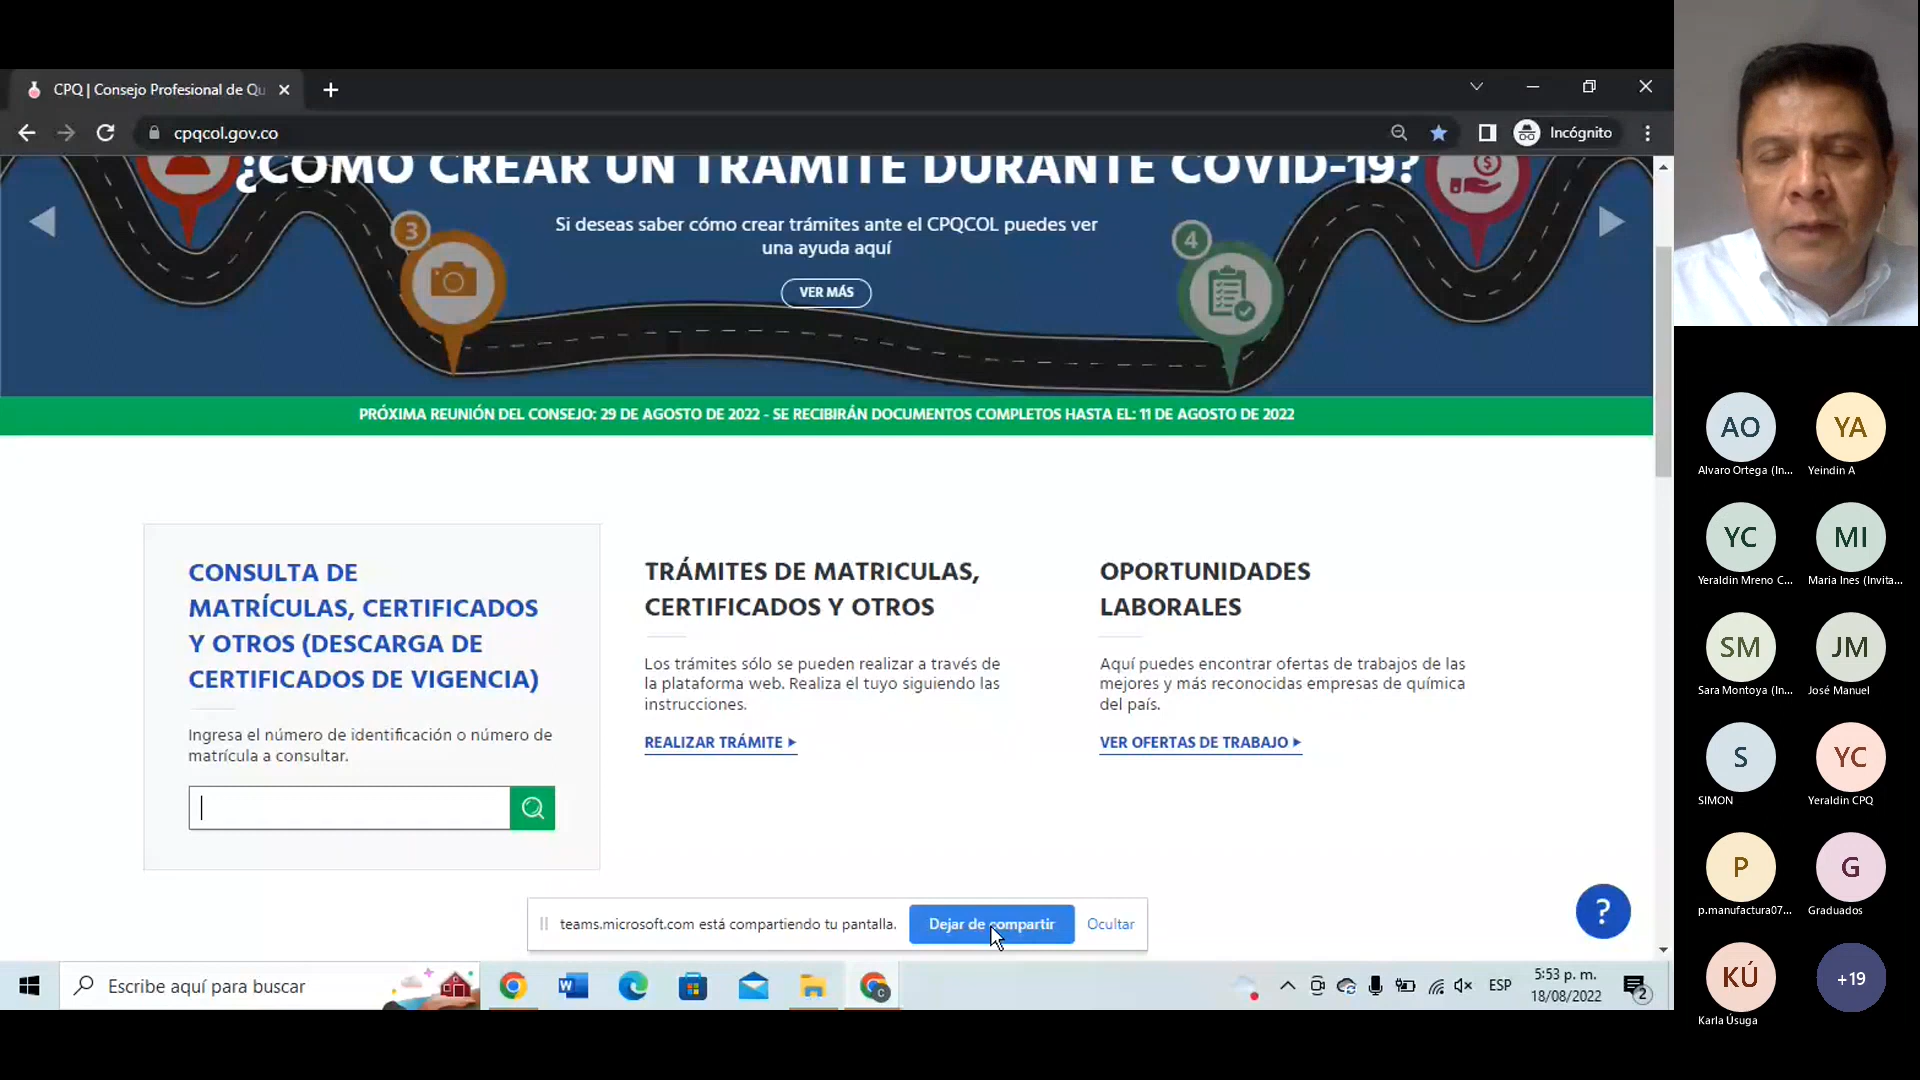 CPQ | Consejo Profesional de Qu
cpqcol.gov.co
Incógnito
¿CÓMO CREAR UN TRÁMITE DURANTE COVID-19?
Si deseas saber cómo crear trámites ante el CPQCOL puedes ver
una ayuda aquí
3
4
VER MÁS
PRÓXIMA REUNIÓN DEL CONSEJO: 29 DE AGOSTO DE 2022 - SE RECIBIRÁN DOCUMENTOS COMPLETOS HASTA EL: 11 DE AGOSTO DE 2022
CONSULTA DE
MATRÍCULAS, CERTIFICADOS
Y OTROS (DESCARGA DE
CERTIFICADOS DE VIGENCIA)
Ingresa el número de identificación o número de
matrícula a consultar.
TRÁMITES DE MATRICULAS,
CERTIFICADOS Y OTROS
Los trámites sólo se pueden realizar a través de
la plataforma web. Realiza el tuyo siguiendo las
instrucciones.
REALIZAR TRÁMITE
OPORTUNIDADES
LABORALES
Aquí puedes encontrar ofertas de trabajos de las
mejores y más reconocidas empresas de química
del país.
VER OFERTAS DE TRABAJO
?
teams.microsoft.com está compartiendo tu pantalla.
Dejar de compartir
Ocultar
Escribe aquí para buscar
C
ESP
5:53 p. m.
18/08/2022
2
AO
Alvaro Ortega (In...
YA
Yeindin A
YC
Yeraldin Mreno C...
MI
Maria Ines (Invita...
SM
Sara Montoya (In...
JM
José Manuel
S
SIMON
YC
Yeraldin CPQ
P
p.manufactura07...
G
Graduados
KÚ
Karla Úsuga
+19